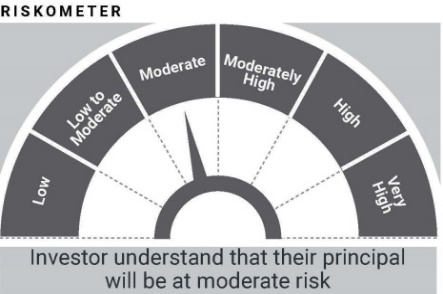 RISKOMETER
Low
Low to
Moderate
Moderate
Moderately
High
High
Very
High
Investor understand that their principal
will be at moderate risk